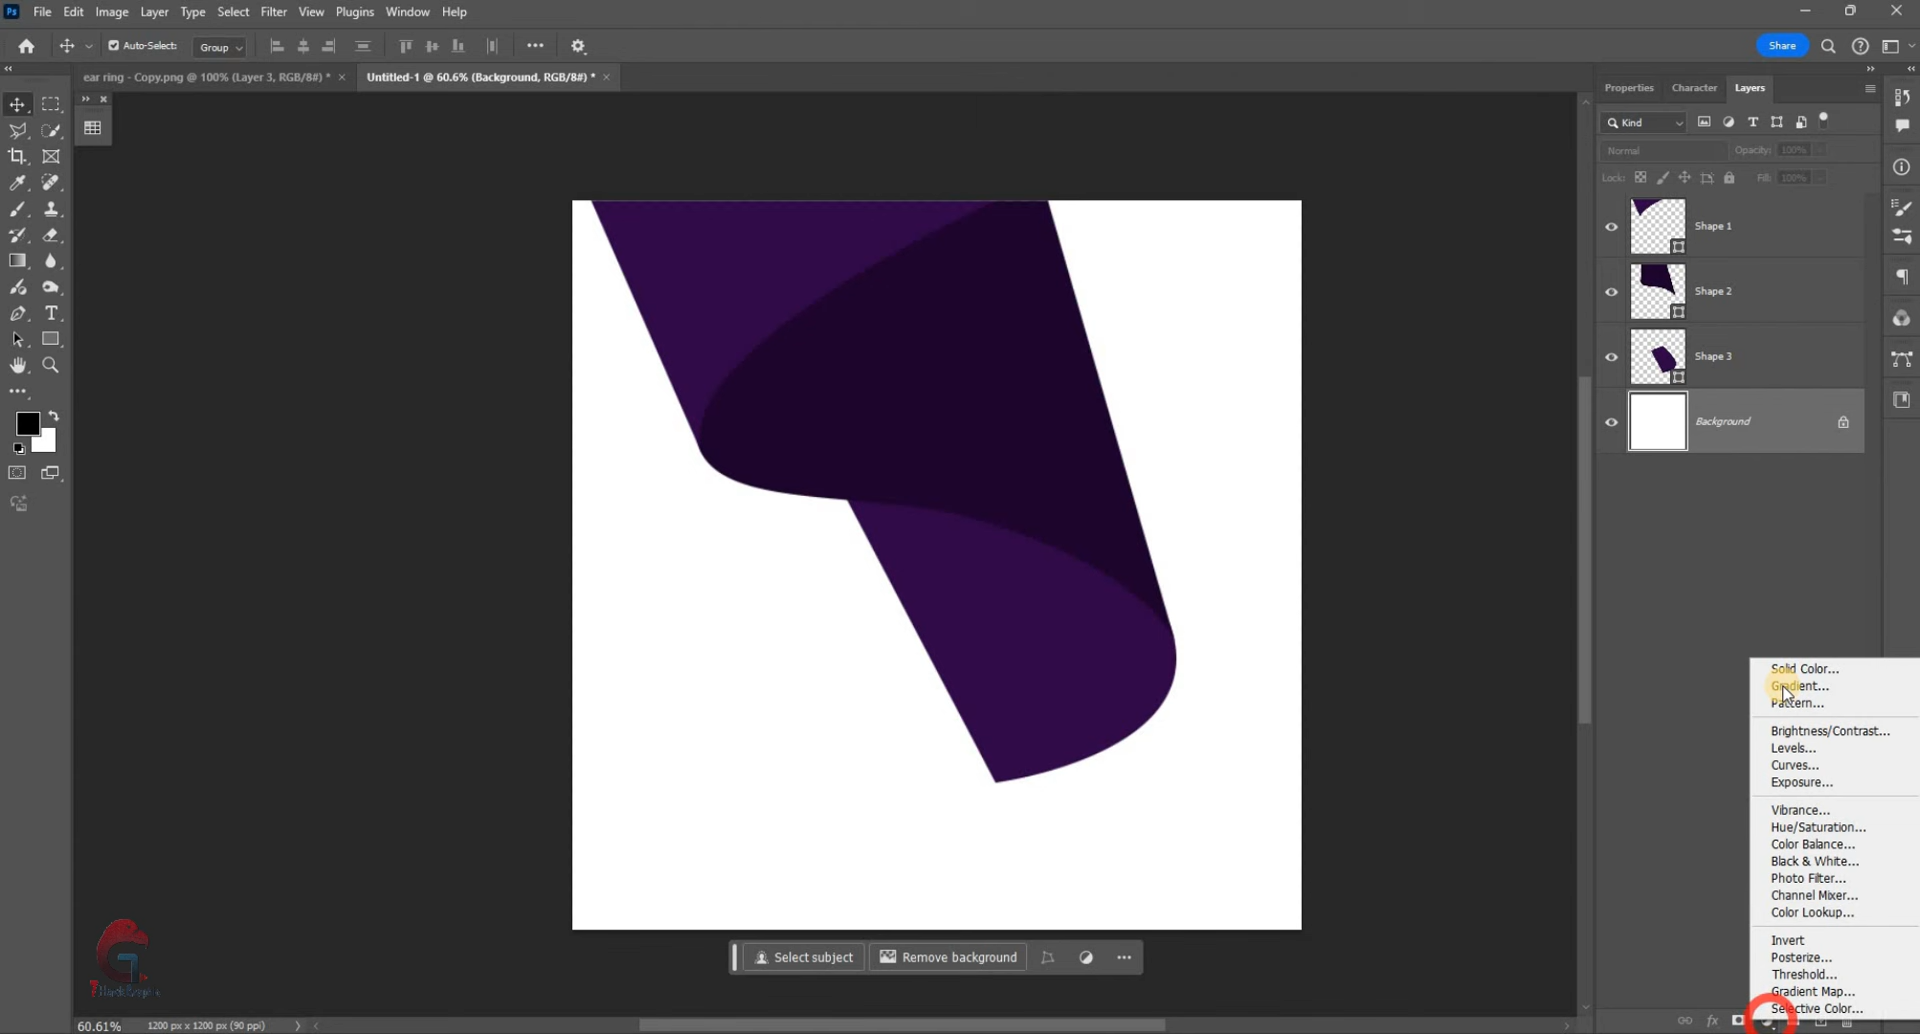 Ps File Edit Image Layer Type Select Filter View Plugins Window Help
Auto-Select: Group Share
ear ring - Copy.png @ 100% (Layer 3, RGB/8#) * × Untitled-1 @ 60.6% (Background, RGB/8#) * ×
Properties Character Layers
Kind
Normal Opacity: 100%
Lock: Fill: 100%
Shape 1
Shape 2
Shape 3
Background
Solid Color...
Gradient...
Pattern...
Brightness/Contrast...
Levels...
Curves...
Exposure...
Vibrance...
Hue/Saturation...
Color Balance...
Black & White...
Photo Filter...
Channel Mixer...
Color Lookup...
Invert
Posterize...
Threshold...
Gradient Map...
Selective Color...
Select subject Remove background
60.61% 1200 px x 1200 px (90 ppi)